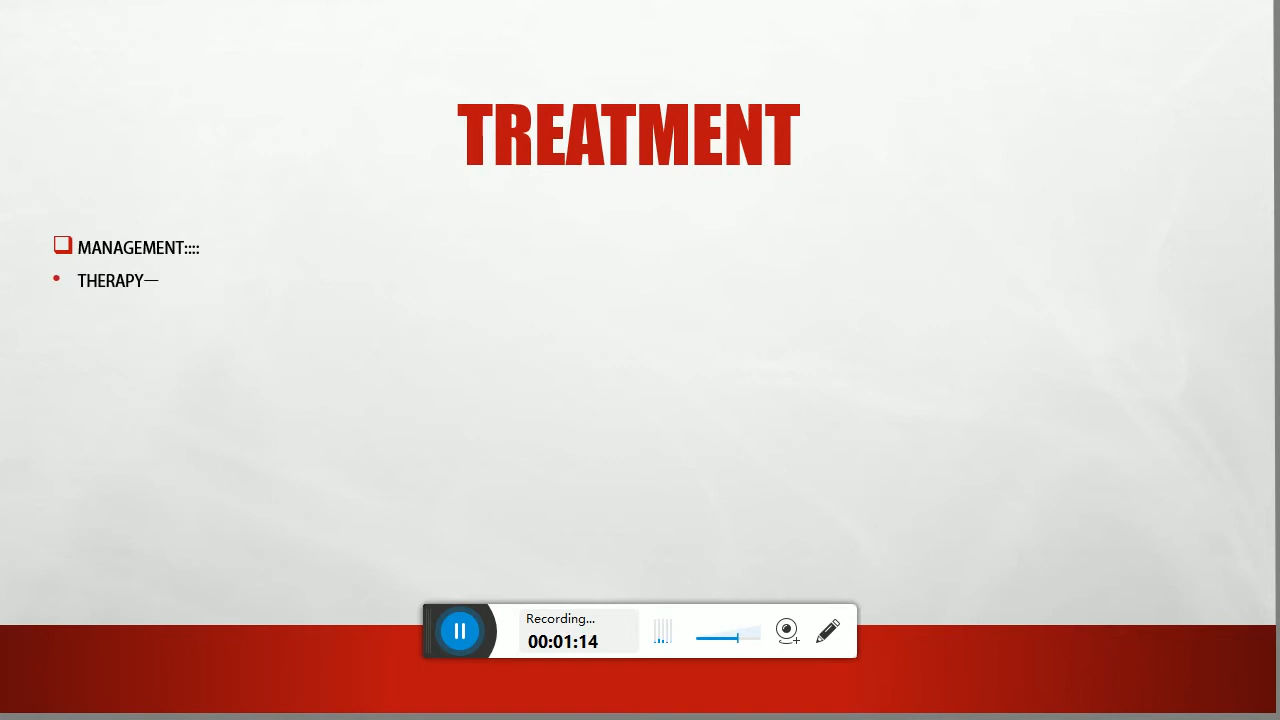 TREATMENT
MANAGEMENT::::
THERAPY—
Recording...
00:01:14